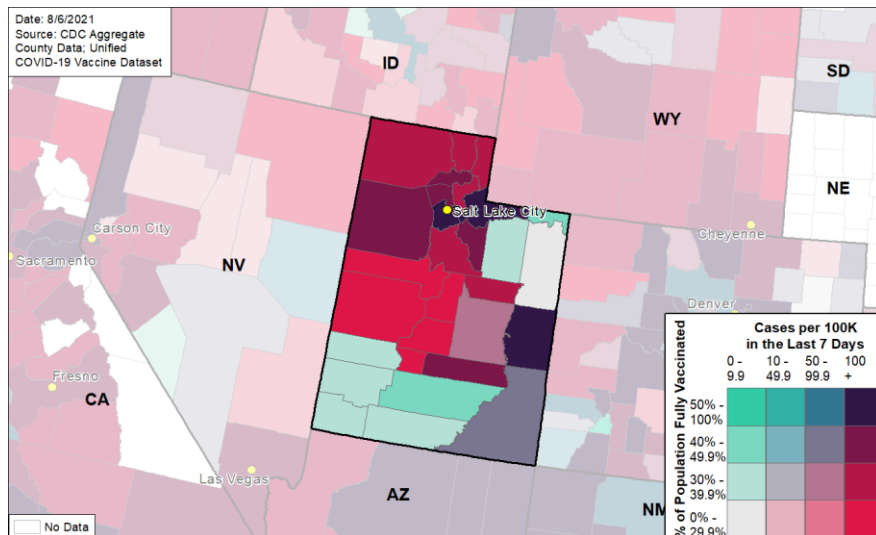 Date: 8/6/2021
Source: CDC Aggregate
County Data; Unified
COVID-19 Vaccine Dataset
ID
SD
WY
NE
Salt Lake City
Carson City
Cheyenne
Sacramento
NV
Denver
Fresno
CA
Las Vegas
AZ
NM
No Data
Cases per 100K
in the Last 7 Days
0 - 10 - 50 - 100
9.9 49.9 99.9 +
% of Population Fully Vaccinated
50% -
100%
40% -
49.9%
30% -
39.9%
0% -
29.9%